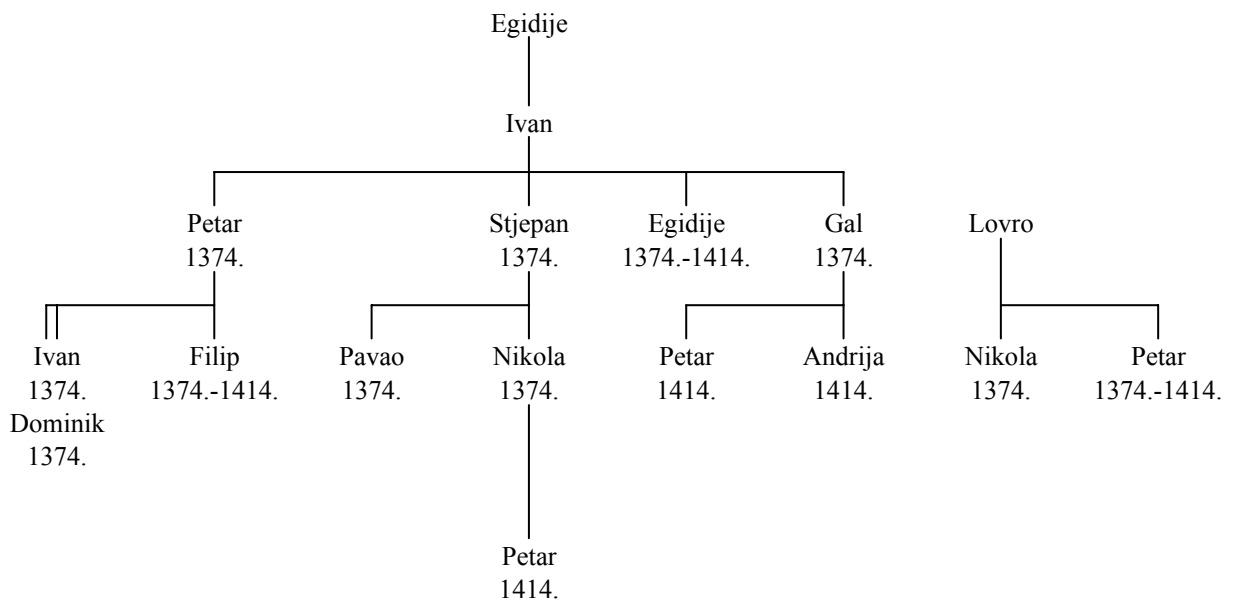 Egidije
Ivan
Petar Stjepan Egidije Gal Lovro
1374. 1374. 1374.-1414. 1374.
Ivan Filip Pavao Nikola Petar Andrija Nikola Petar
1374. 1374.-1414. 1374. 1374. 1414. 1414. 1374. 1374.-1414.
Dominik
1374.
Petar
1414.